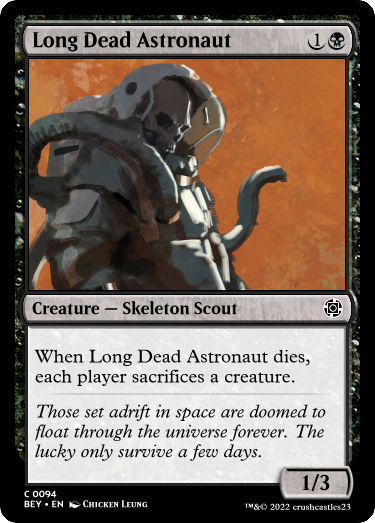 Long Dead Astronaut 1
Creature — Skeleton Scout
When Long Dead Astronaut dies,
each player sacrifices a creature.
Those set adrift in space are doomed to
float through the universe forever. The
lucky only survive a few days.
1/3
C 0094
BEY • EN Chicken Leung
™&© 2022 crushcastles23